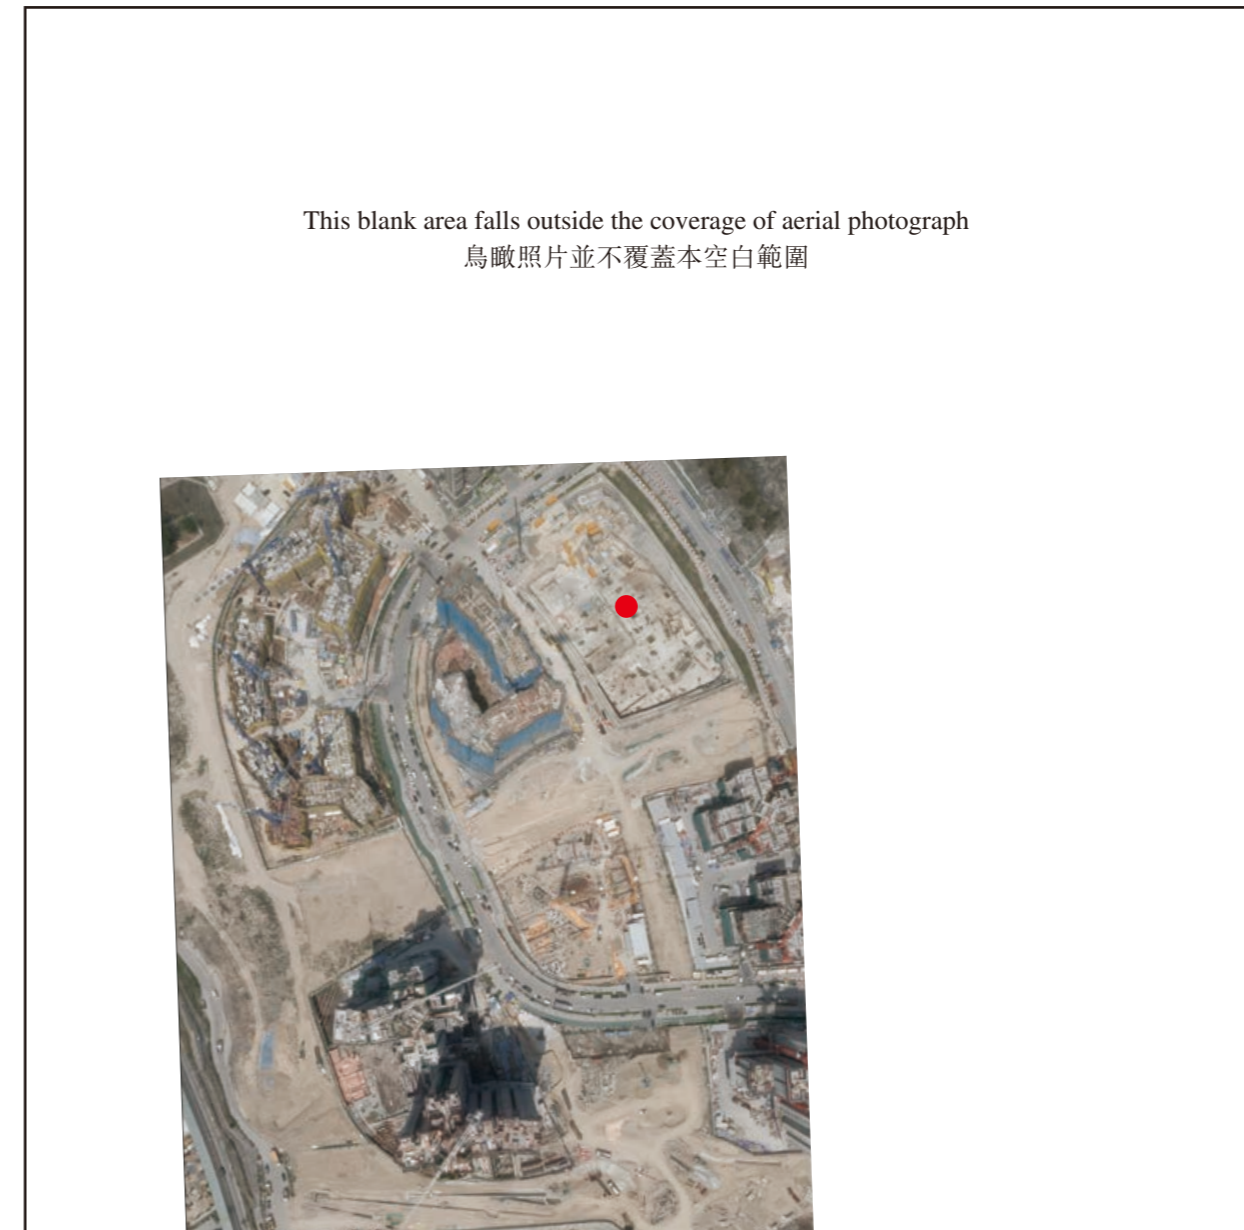 This blank area falls outside the coverage of aerial photograph
鳥瞰照片並不覆蓋本空白範圍